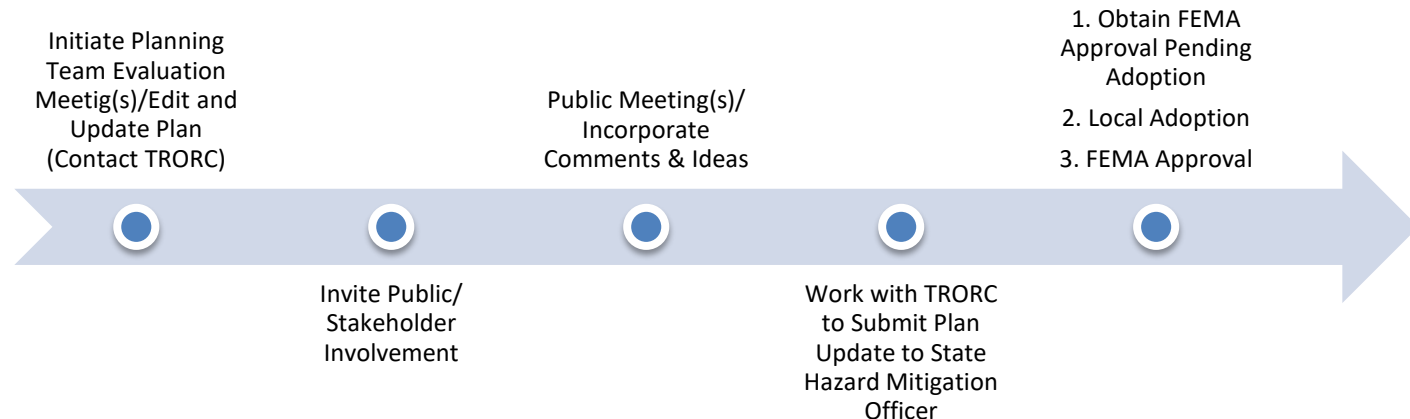 Initiate Planning
Team Evaluation
Meetig(s)/Edit and
Update Plan
(Contact TRORC)
Invite Public/
Stakeholder
Involvement
Public Meeting(s)/
Incorporate
Comments & Ideas
Work with TRORC
to Submit Plan
Update to State
Hazard Mitigation
Officer
1. Obtain FEMA
Approval Pending
Adoption
2. Local Adoption
3. FEMA Approval